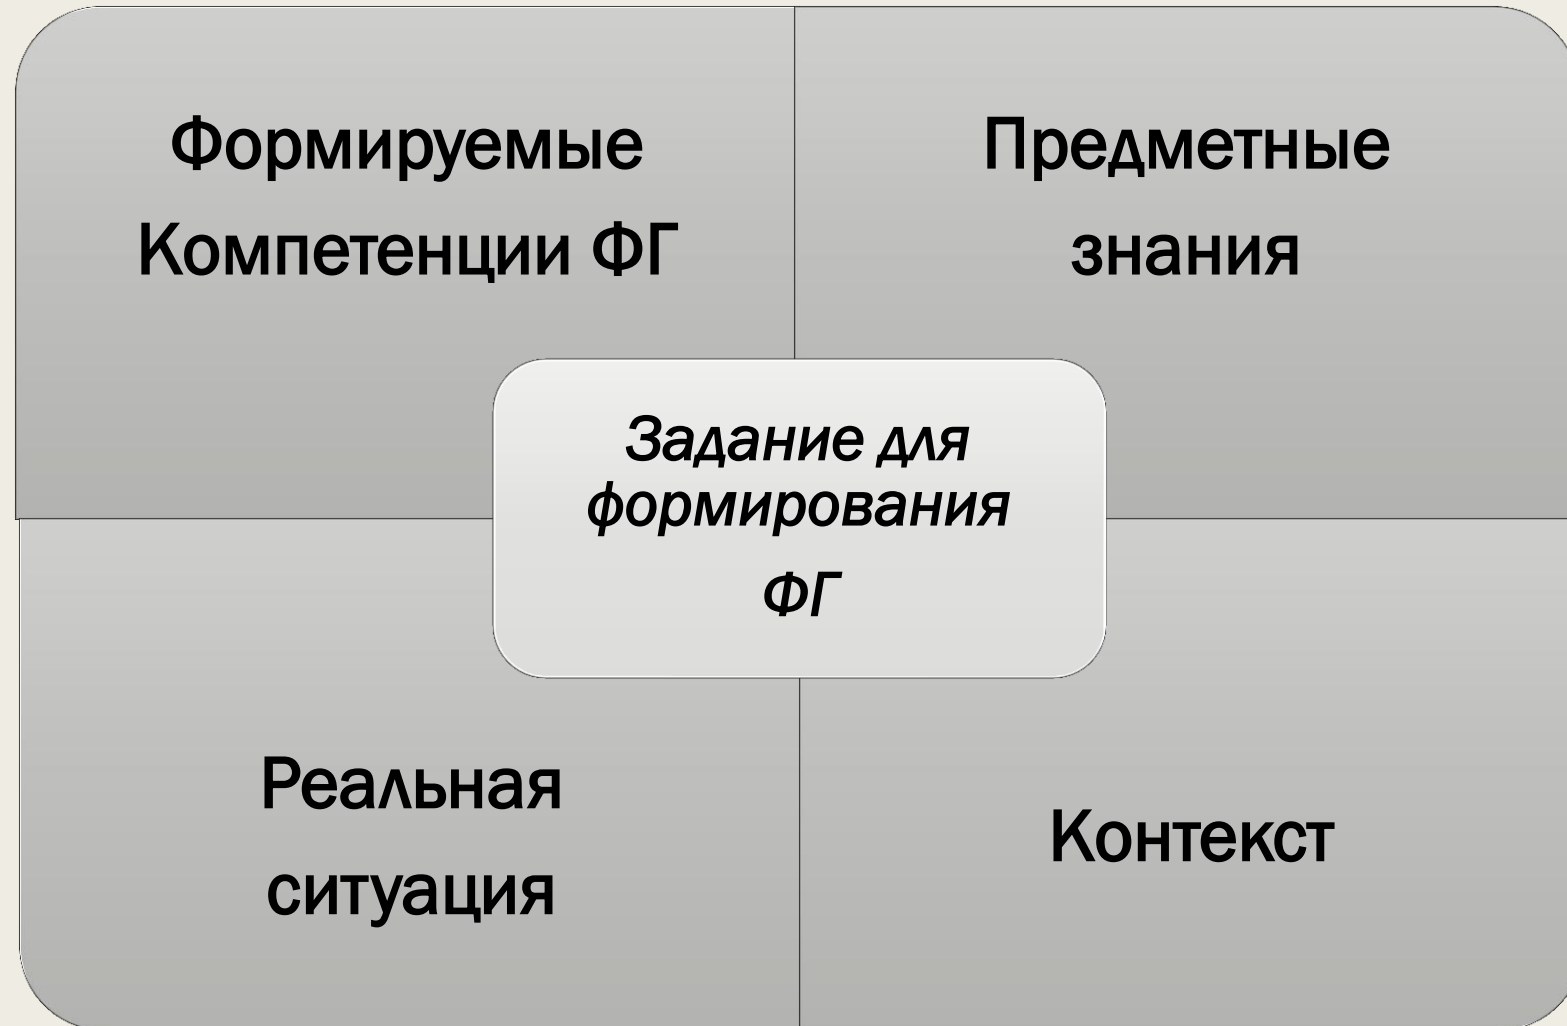 Формируемые
Компетенции ФГ
Предметные
знания
Задание для
формирования
ФГ
Реальная
ситуация
Контекст